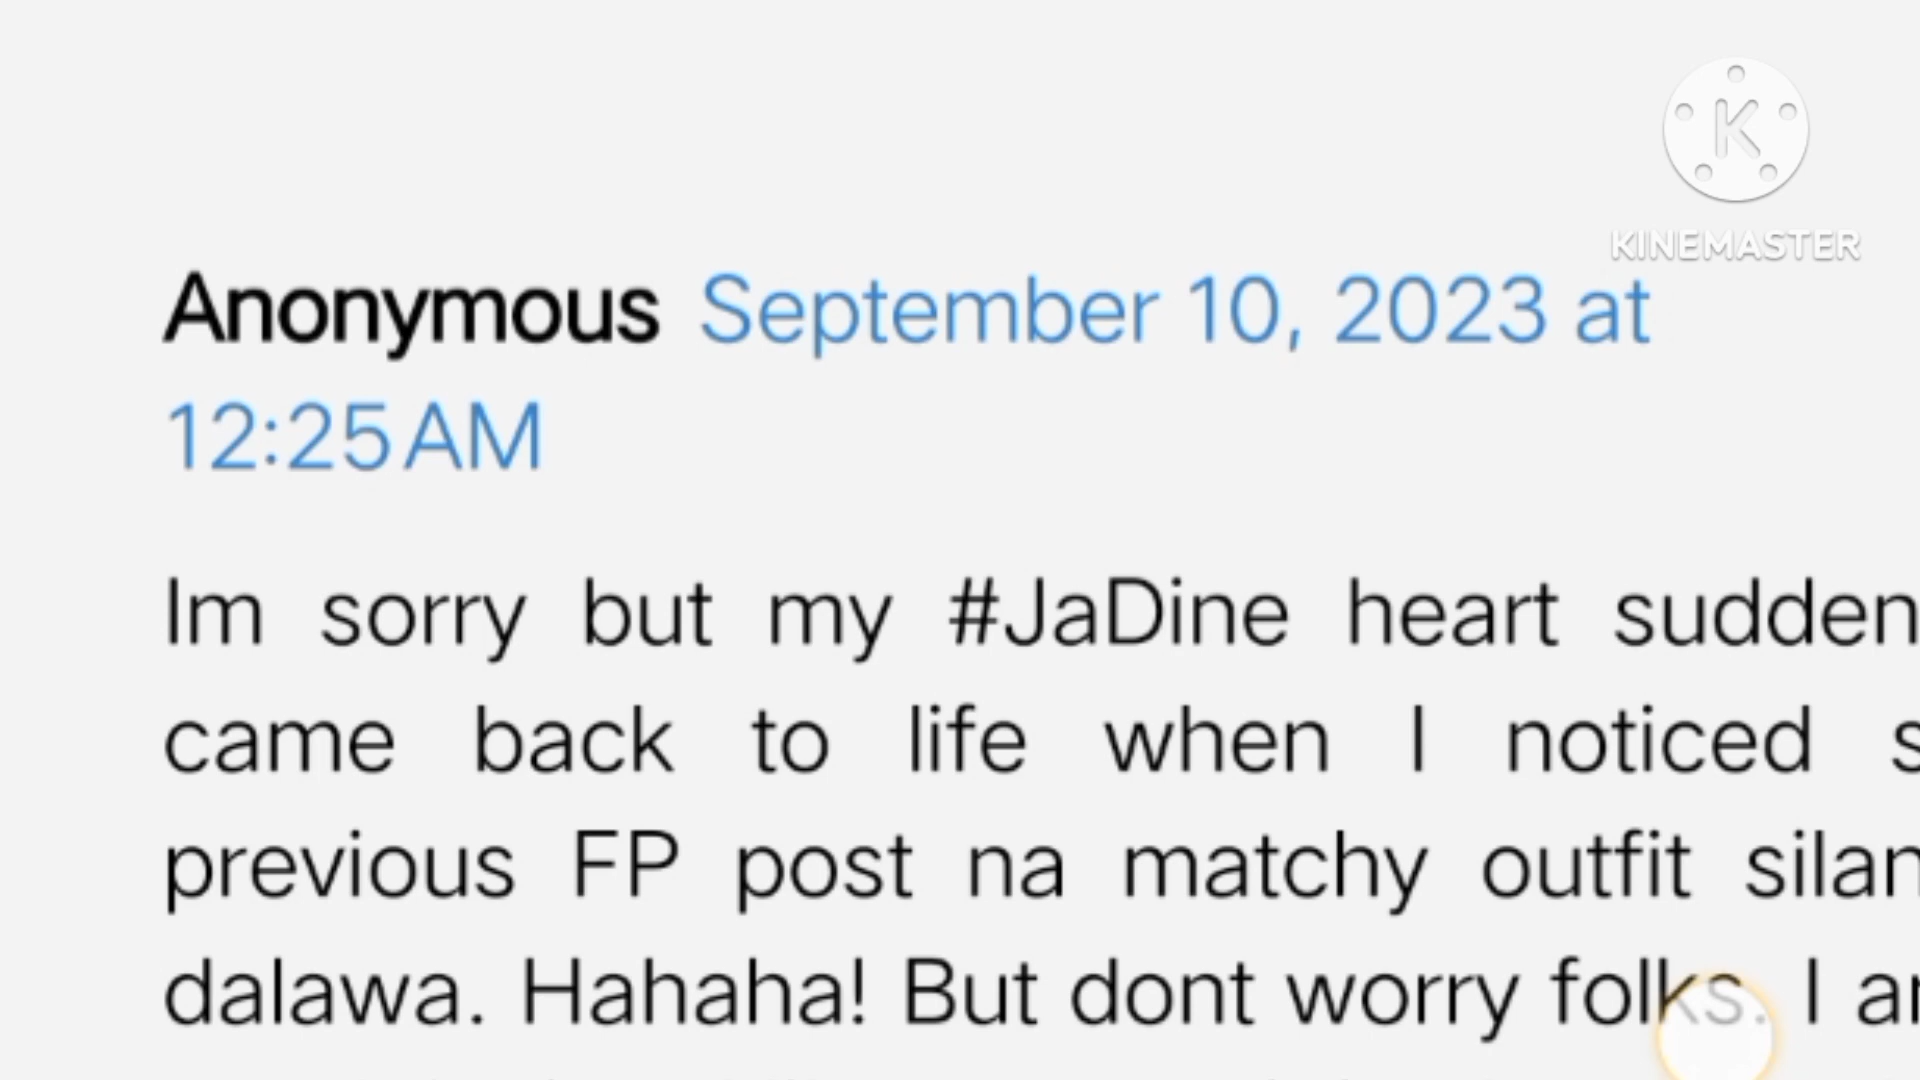 K
KINEMASTER
Anonymous September 10, 2023 at
12:25 AM
Im sorry but my #JaDine heart sudden
came back to life when I noticed s
previous FP post na matchy outfit silan
dalawa. Hahaha! But dont worry folks. I